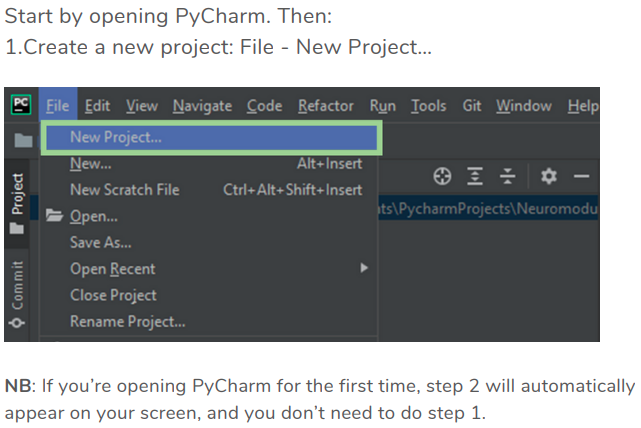 Start by opening PyCharm. Then:
1.Create a new project: File - New Project...
PC File Edit View Navigate Code Refactor Run Tools Git Window Help
New Project...
New... Alt+Insert
New Scratch File Ctrl+Alt+Shift+Insert
Project
Open... nts\PycharmProjects\Neuromodu
Save As...
Open Recent
Commit
Close Project
Rename Project...
NB: If you’re opening PyCharm for the first time, step 2 will automatically
appear on your screen, and you don’t need to do step 1.